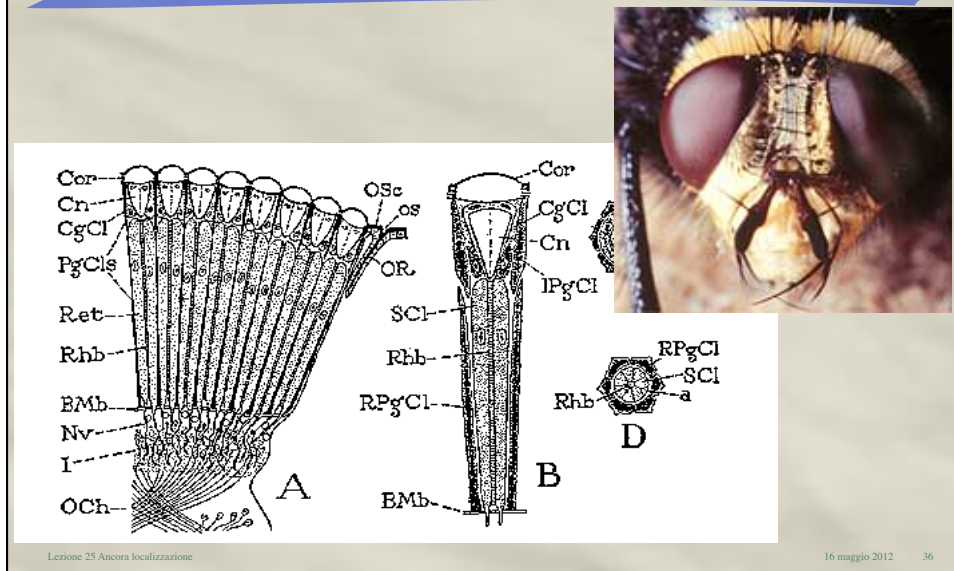 Cor
Cn
CgCl
PgCls
Ret
Rhb
BMb
Nv
I
OCh
OSc
os
OR
A
Cor
CgCl
Cn
IPgCl
SCl
Rhb
RPgCl
BMb
B
RPgCl
SCl
a
Rhb
D
Lezione 25 Ancora localizzazione
16 maggio 2012 36